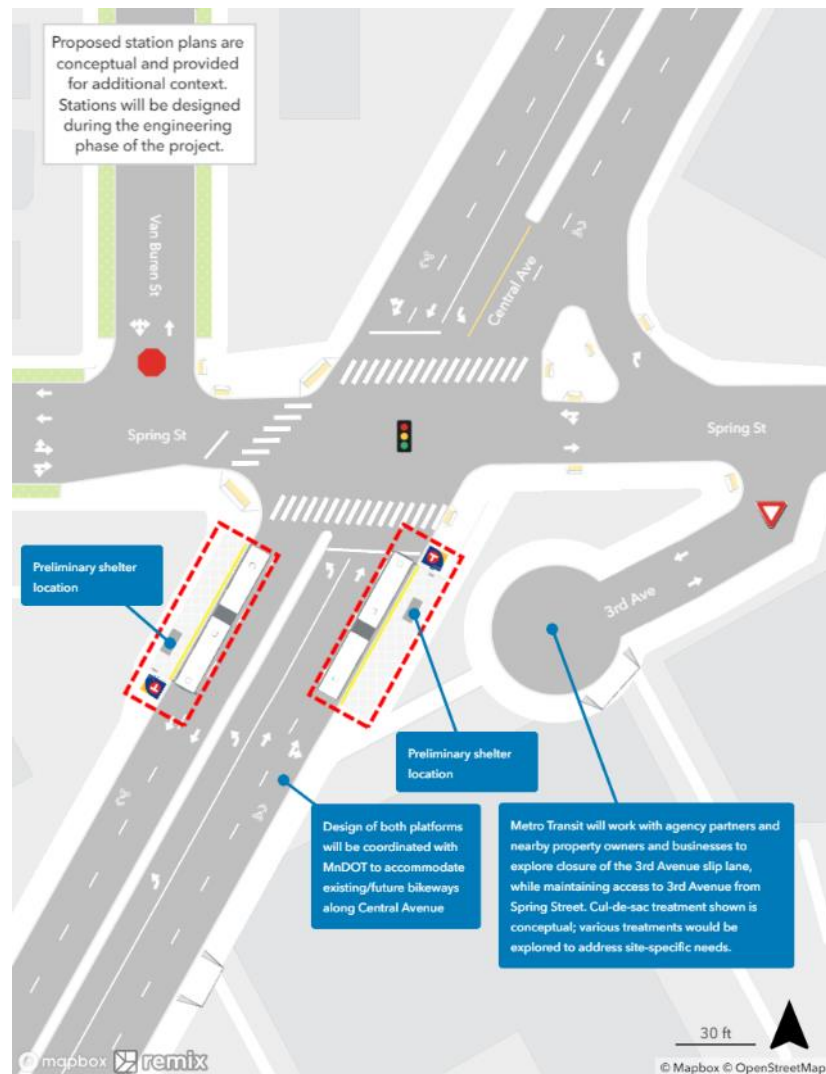 Proposed station plans are
conceptual and provided
for additional context.
Stations will be designed
during the engineering
phase of the project.
Van Buren St
Central Ave
Spring St
Spring St
Preliminary shelter
location
3rd Ave
Preliminary shelter
location
Design of both platforms
will be coordinated with
MnDOT to accommodate
existing/future bikeways
along Central Avenue
Metro Transit will work with agency partners and
nearby property owners and businesses to
explore closure of the 3rd Avenue slip lane,
while maintaining access to 3rd Avenue from
Spring Street. Cul-de-sac treatment shown is
conceptual; various treatments would be
explored to address site-specific needs.
30 ft
mapbox remix
© Mapbox © OpenStreetMap